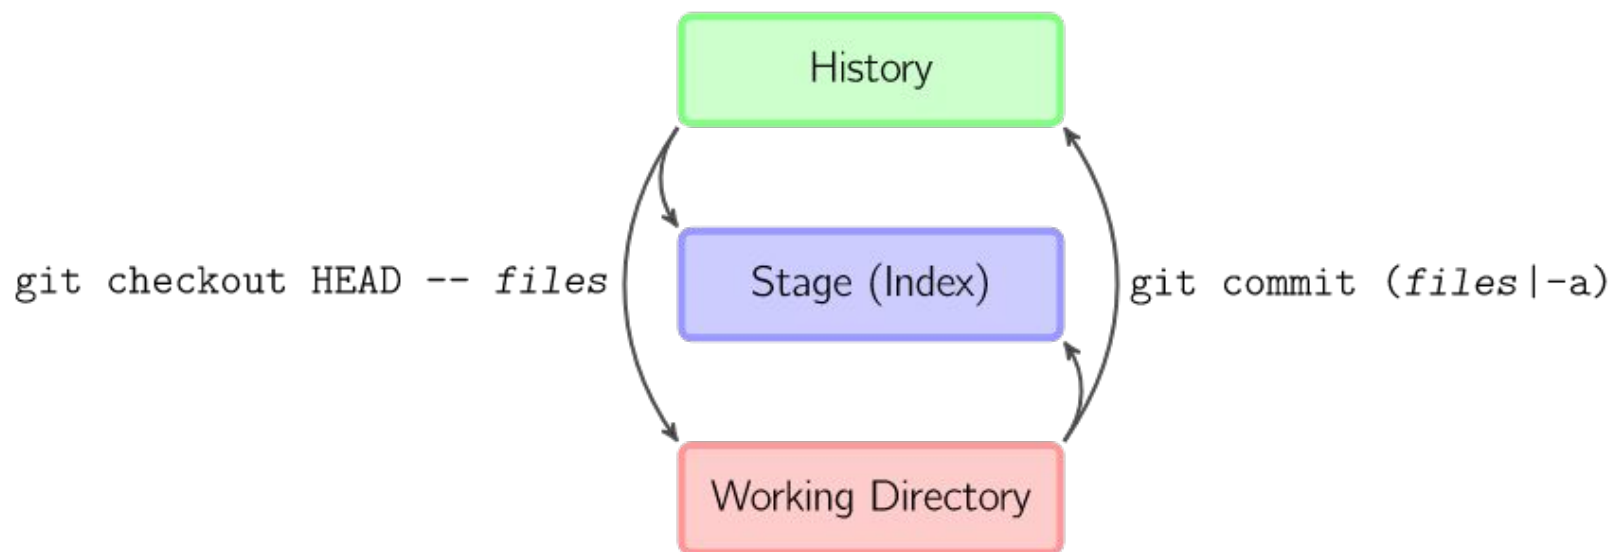 History
git checkout HEAD -- files
Stage (Index)
git commit (files|-a)
Working Directory